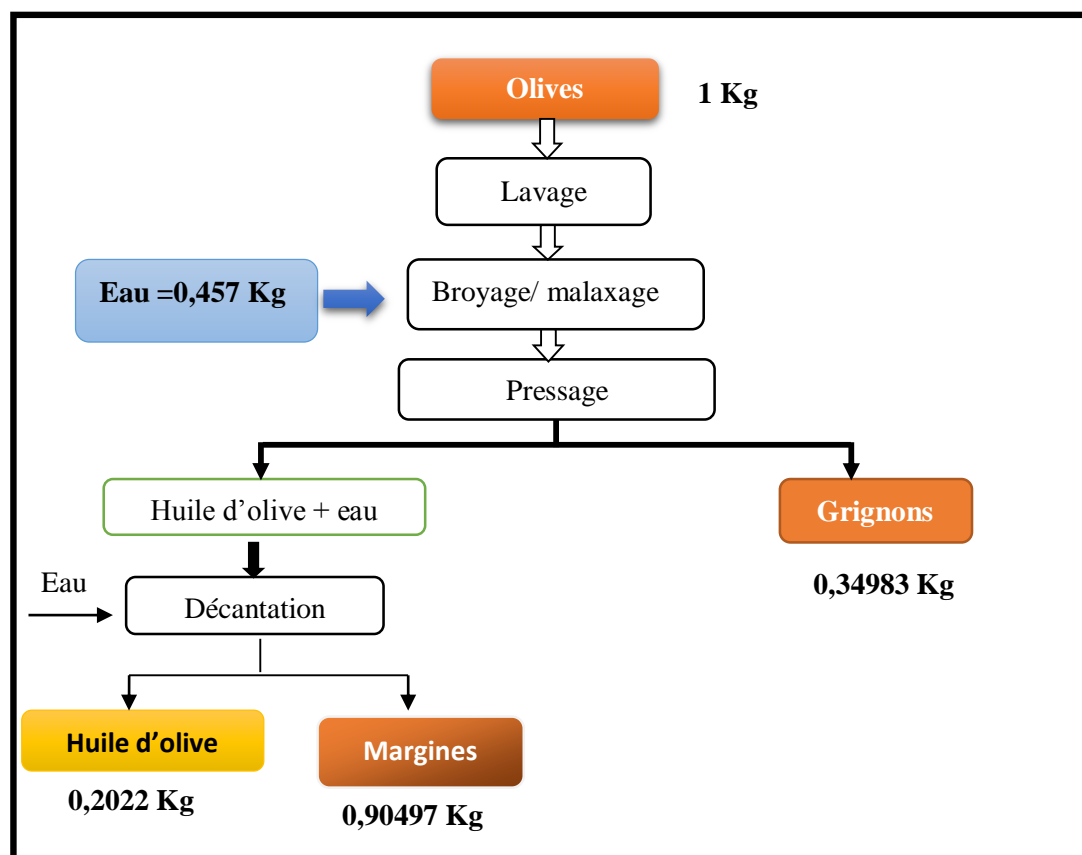 Olives
1 Kg
Lavage
Eau =0,457 Kg
Broyage/ malaxage
Pressage
Huile d’olive + eau
Grignons
0,34983 Kg
Eau
Décantation
Huile d’olive
Margines
0,2022 Kg
0,90497 Kg